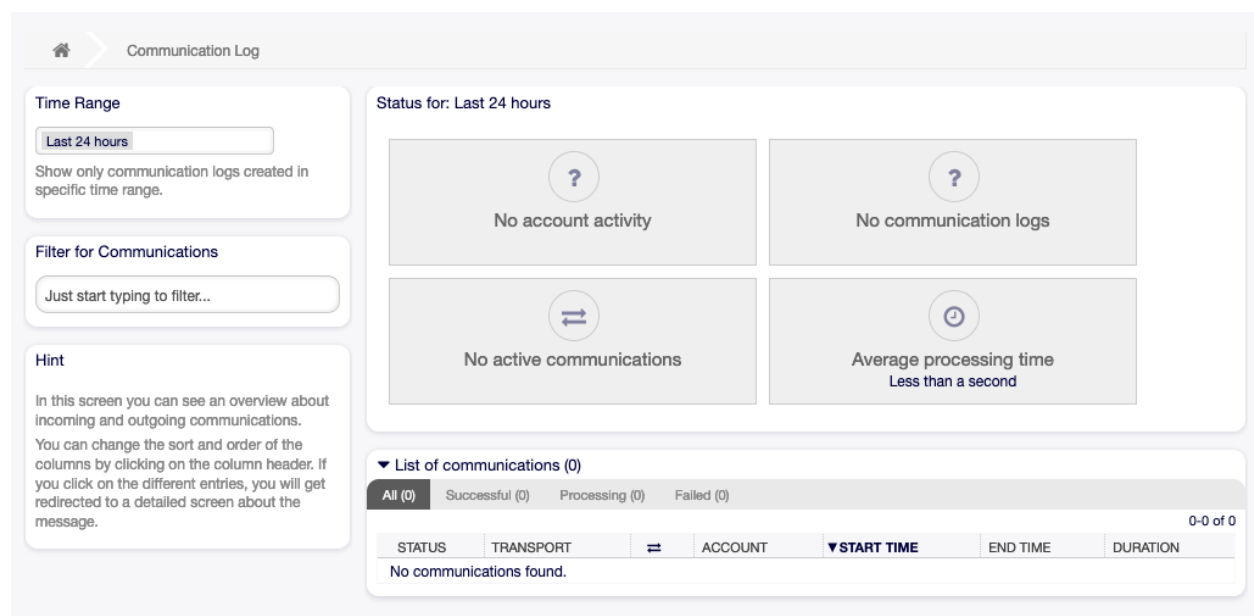 Communication Log
Time Range
Last 24 hours
Show only communication logs created in
specific time range.
Filter for Communications
Just start typing to filter...
Hint
In this screen you can see an overview about
incoming and outgoing communications.
You can change the sort and order of the
columns by clicking on the column header. If
you click on the different entries, you will get
redirected to a detailed screen about the
message.
Status for: Last 24 hours
?
No account activity
?
No communication logs
No active communications
Average processing time
Less than a second
▼ List of communications (0)
All (0) Successful (0) Processing (0) Failed (0)
0-0 of 0
STATUS TRANSPORT ⇄ ACCOUNT ▼START TIME END TIME DURATION
No communications found.